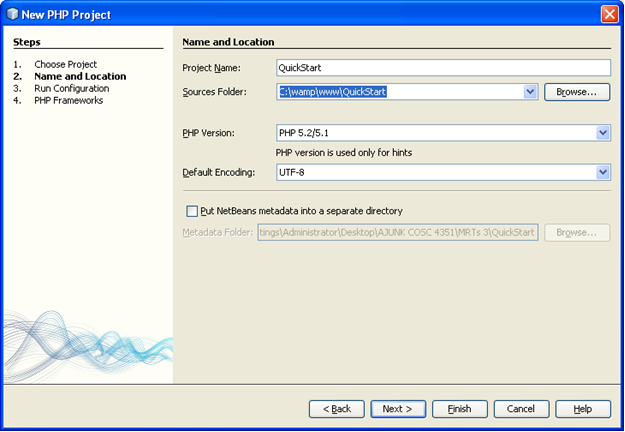 New PHP Project
Steps
1. Choose Project
2. Name and Location
3. Run Configuration
4. PHP Frameworks
Name and Location
Project Name: QuickStart
Sources Folder: C:\wamp\www\QuickStart Browse...
PHP Version: PHP 5.2/5.1
PHP version is used only for hints
Default Encoding: UTF-8
Put NetBeans metadata into a separate directory
Metadata Folder: tings\Administrator\Desktop\AJUNK COSC 4351\MRTs 3\QuickStart Browse...
< Back Next > Finish Cancel Help